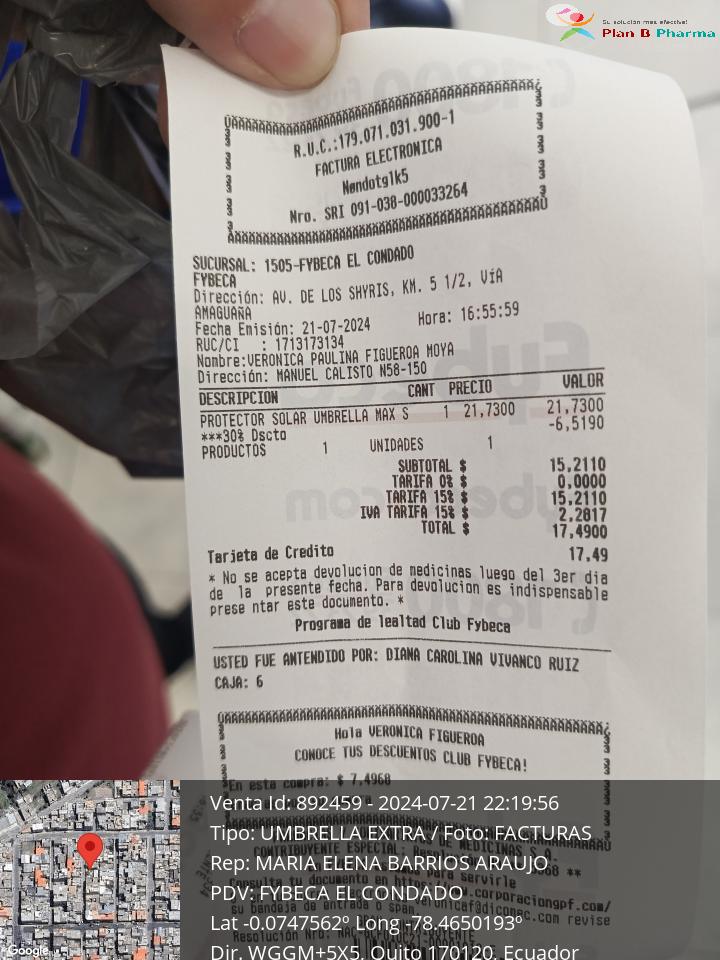 Su solución mas efectiva!
Plan B Pharma
R.U.C.:179.071.031.900-1
FACTURA ELECTRONICA
Nro. SRI 091-038-000033264
SUCURSAL: 1505-FYBECA EL CONDADO
FYBECA
Dirección: AV. DE LOS SHYRIS, KM. 5 1/2, VíA
AMAGUAÑA
Fecha Emisión: 21-07-2024 Hora: 16:55:59
RUC/CI : 1713173134
Nombre:VERONICA PAULINA FIGUEROA MOYA
Dirección: MANUEL CALISTO N58-150
DESCRIPCION CANT PRECIO VALOR
PROTECTOR SOLAR UMBRELLA MAX S 1 21,7300 21,7300
***30% Dscto -6,5190
PRODUCTOS 1 UNIDADES 1
SUBTOTAL $ 15,2110
TARIFA 0% $ 0,0000
TARIFA 15% $ 15,2110
IVA TARIFA 15% $ 2,2817
TOTAL $ 17,4900
Tarjeta de Credito 17,49
* No se acepta devolucion de medicinas luego del 3er dia
de la presente fecha. Para devolucion es indispensable
prese ntar este documento. *
Programa de lealtad Club Fybeca
USTED FUE ANTENDIDO POR: DIANA CAROLINA VIVANCO RUIZ
CAJA: 6
Hola VERONICA FIGUEROA
CONOCE TUS DESCUENTOS CLUB FYBECA!
En esta compra: $ 7,4968
Venta Id: 892459 - 2024-07-21 22:19:56
Tipo: UMBRELLA EXTRA / Foto: FACTURAS
Rep: MARIA ELENA BARRIOS ARAUJO
PDV: FYBECA EL CONDADO
Lat -0.0747562º Long -78.4650193º
Dir. WGGM+5X5, Quito 170120, Ecuador
Google